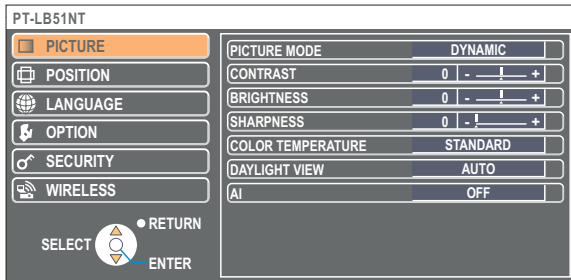 PT-LB51NT
PICTURE
POSITION
LANGUAGE
OPTION
SECURITY
WIRELESS
RETURN
SELECT
ENTER
PICTURE MODE DYNAMIC
CONTRAST 0 - +
BRIGHTNESS 0 - +
SHARPNESS 0 - +
COLOR TEMPERATURE STANDARD
DAYLIGHT VIEW AUTO
AI OFF